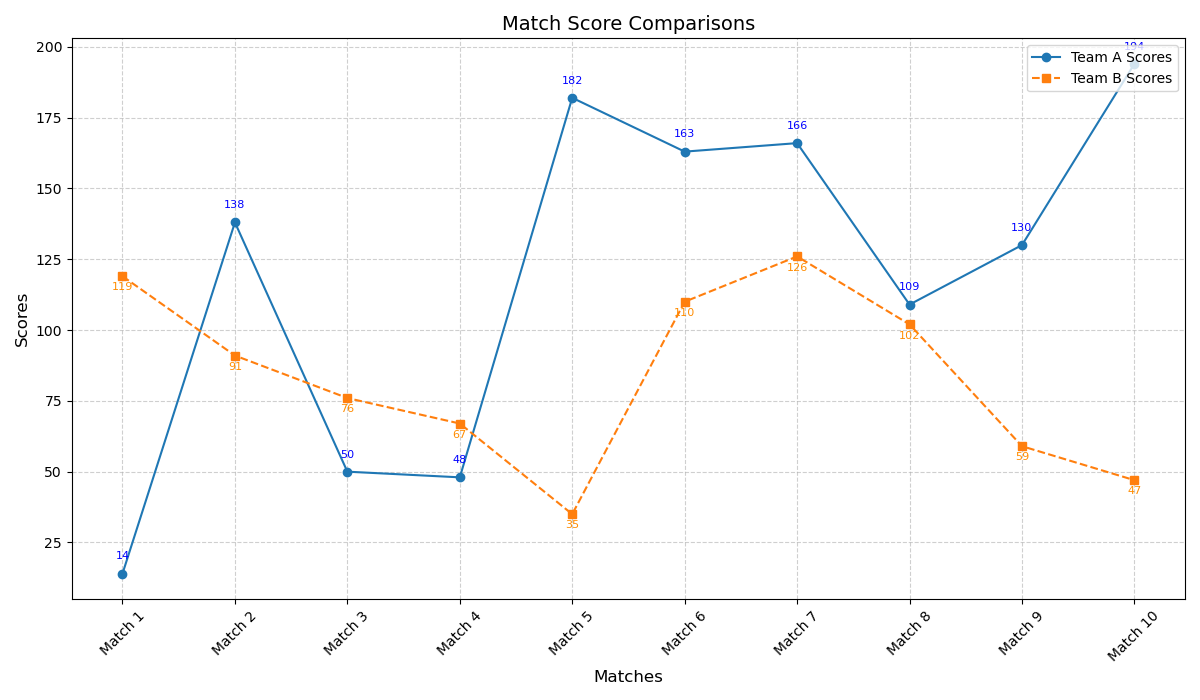 Match Score Comparisons
Team A Scores
Team B Scores
200
175
150
125
100
75
50
25
Scores
14
138
50
48
182
163
166
109
130
194
119
91
76
67
35
110
126
102
59
47
Match 1
Match 2
Match 3
Match 4
Match 5
Match 6
Match 7
Match 8
Match 9
Match 10
Matches